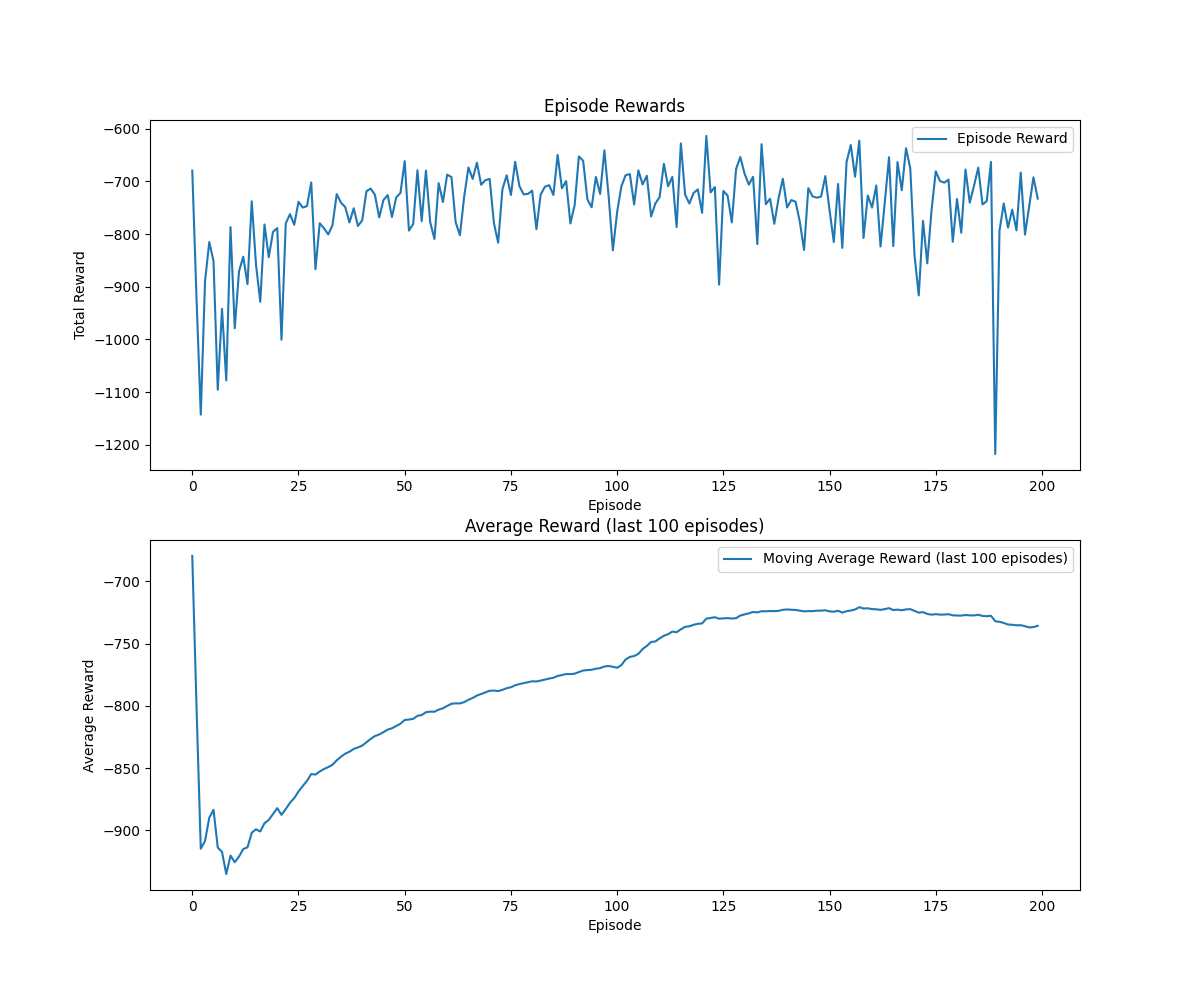 Episode Rewards
Episode Reward
−600
−700
−800
−900
−1000
−1100
−1200
Total Reward
0 25 50 75 100 125 150 175 200
Episode
Average Reward (last 100 episodes)
Moving Average Reward (last 100 episodes)
−700
−750
−800
−850
−900
Average Reward
0 25 50 75 100 125 150 175 200
Episode